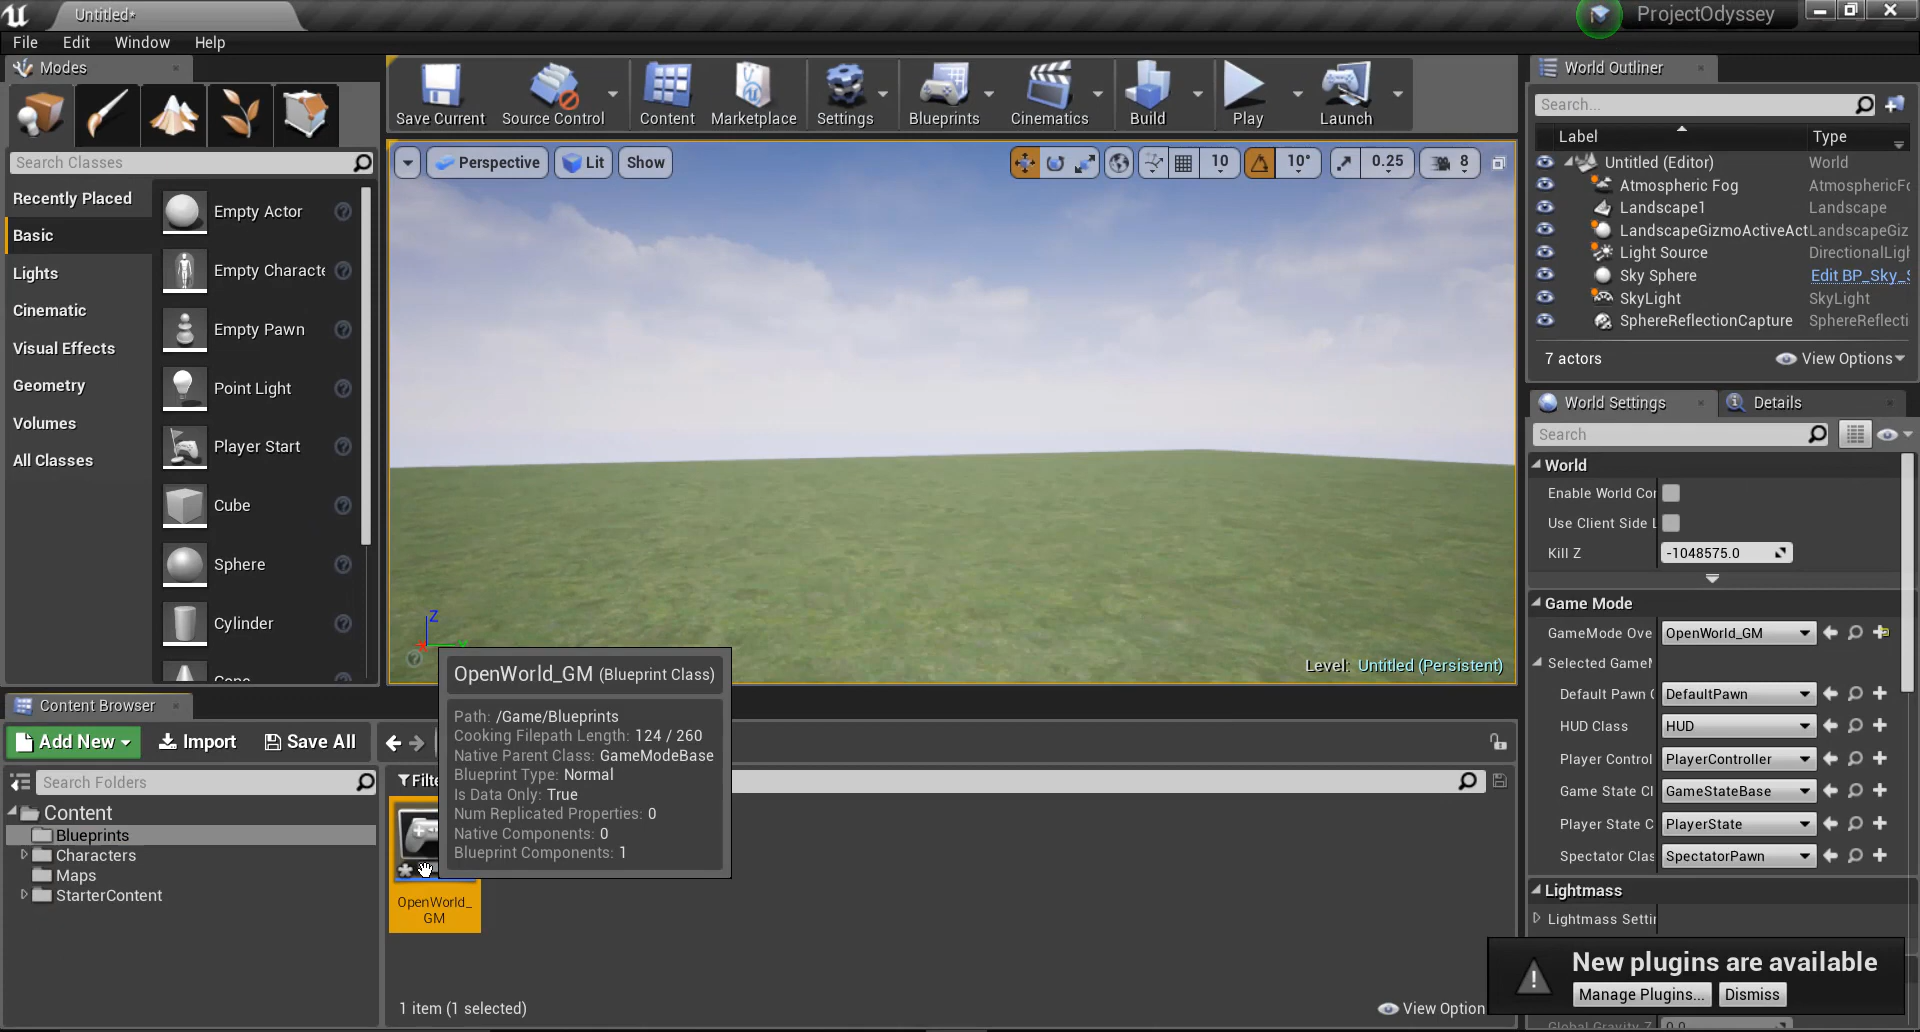 Untitled*
ProjectOdyssey
File Edit Window Help
Modes
Save Current
Source Control
Content
Marketplace
Settings
Blueprints
Cinematics
Build
Play
Launch
World Outliner
Search...
Label
Type
Search Classes
Perspective
Lit
Show
10
10°
0.25
8
Untitled (Editor) World
Atmospheric Fog AtmosphericFo
Landscape1 Landscape
LandscapeGizmoActiveAct LandscapeGiz
Light Source DirectionalLigh
Sky Sphere Edit BP_Sky_S
SkyLight SkyLight
SphereReflectionCapture SphereReflecti
7 actors
View Options
Recently Placed
Basic
Lights
Cinematic
Visual Effects
Geometry
Volumes
All Classes
Empty Actor
Empty Characte
Empty Pawn
Point Light
Player Start
Cube
Sphere
Cylinder
Cone
World Settings
Details
Search
World
Enable World Cor
Use Client Side L
Kill Z -1048575.0
Game Mode
GameMode Ove OpenWorld_GM
Selected GameM
Default Pawn C DefaultPawn
HUD Class HUD
Player Control PlayerController
Game State Cl GameStateBase
Player State C PlayerState
Spectator Clas SpectatorPawn
Lightmass
Lightmass Settin
Global Gravity Z 0.0
Z
Level: Untitled (Persistent)
OpenWorld_GM (Blueprint Class)
Path: /Game/Blueprints
Cooking Filepath Length: 124 / 260
Native Parent Class: GameModeBase
Blueprint Type: Normal
Is Data Only: True
Num Replicated Properties: 0
Native Components: 0
Blueprint Components: 1
Content Browser
Add New
Import
Save All
Search Folders
Filte
Content
Blueprints
Characters
Maps
StarterContent
OpenWorld_
GM
1 item (1 selected)
View Option
New plugins are available
Manage Plugins...
Dismiss